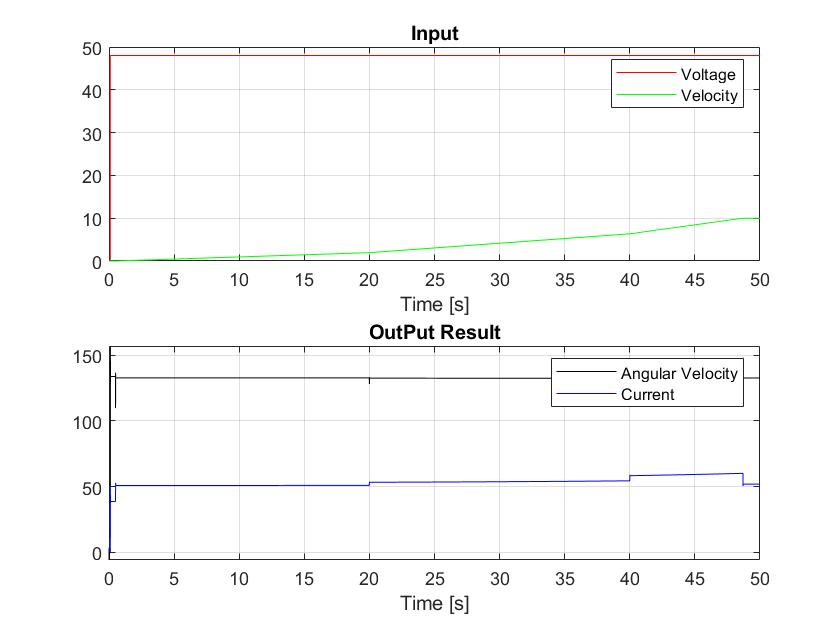 Input
50
40
30
20
10
0
Voltage
Velocity
0 5 10 15 20 25 30 35 40 45 50
Time [s]
OutPut Result
150
100
50
0
Angular Velocity
Current
0 5 10 15 20 25 30 35 40 45 50
Time [s]